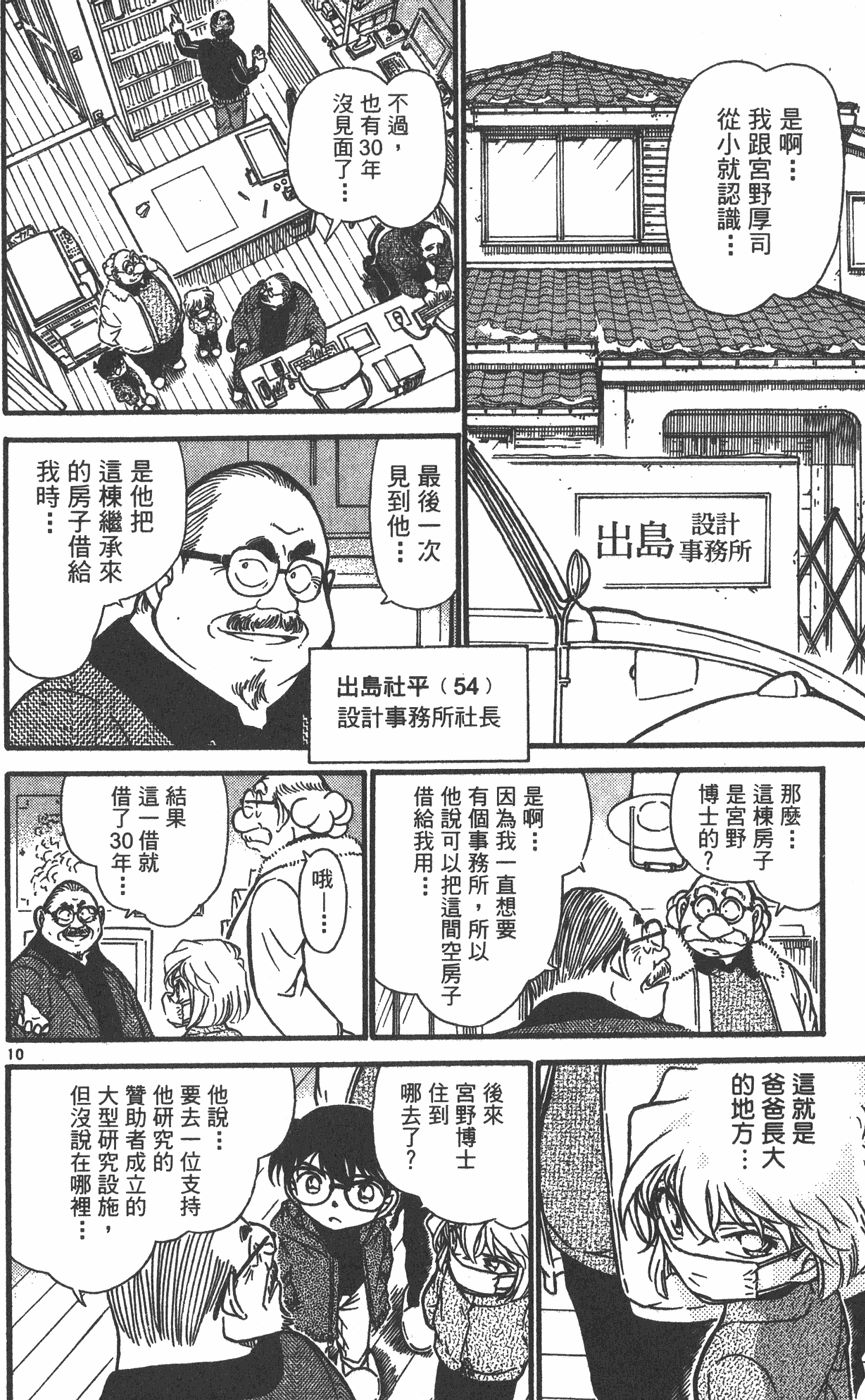 是啊…
我跟宮野厚司
從小就認識…
出島 設計
事務所
不過，
也有30年
沒見面了…
最後一次
見到他…
是他把
這棟繼承來
的房子借給
我時…
出島社平（54）
設計事務所社長
那麼…
這棟房子
是宮野
博士的？
是啊…
因為我一直想要
有個事務所，所以
他說可以把這間空房子
借給我用…
結果
這一借就
借了30年…
哦—…
10
這就是
爸爸長大
的地方…
後來
宮野博士
住到
哪去了？
他說…
要去一位支持
他研究的
贊助者成立的
大型研究設施，
但沒說在哪裡…